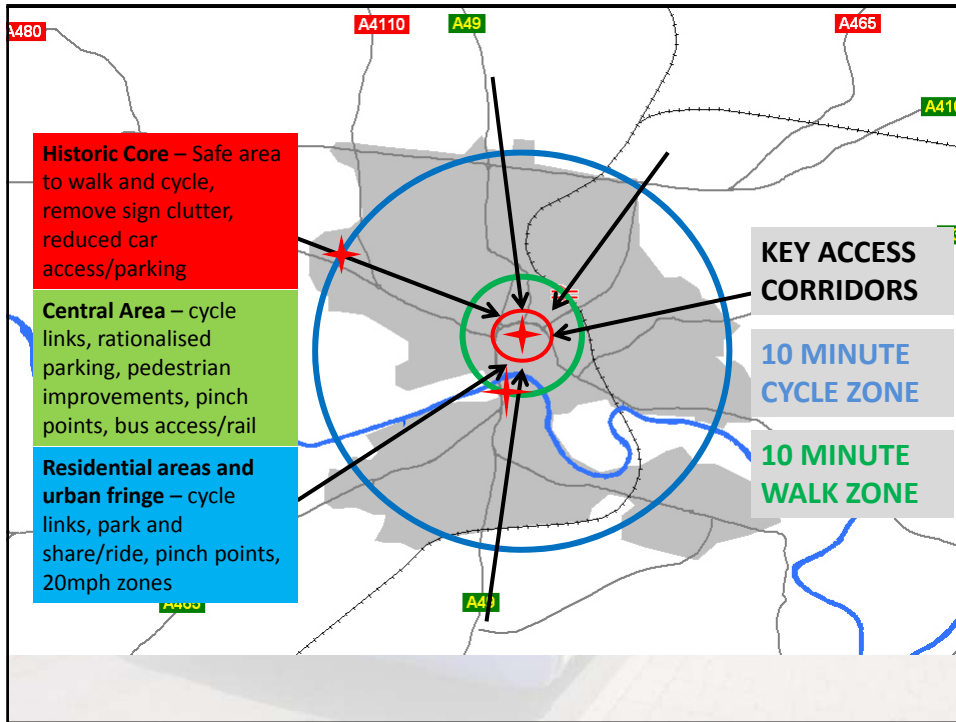 A480
A4110
A49
A465
Historic Core – Safe area
to walk and cycle,
remove sign clutter,
reduced car
access/parking
Central Area – cycle
links, rationalised
parking, pedestrian
improvements, pinch
points, bus access/rail
Residential areas and
urban fringe – cycle
links, park and
share/ride, pinch points,
20mph zones
KEY ACCESS
CORRIDORS
10 MINUTE
CYCLE ZONE
10 MINUTE
WALK ZONE
A465
A49